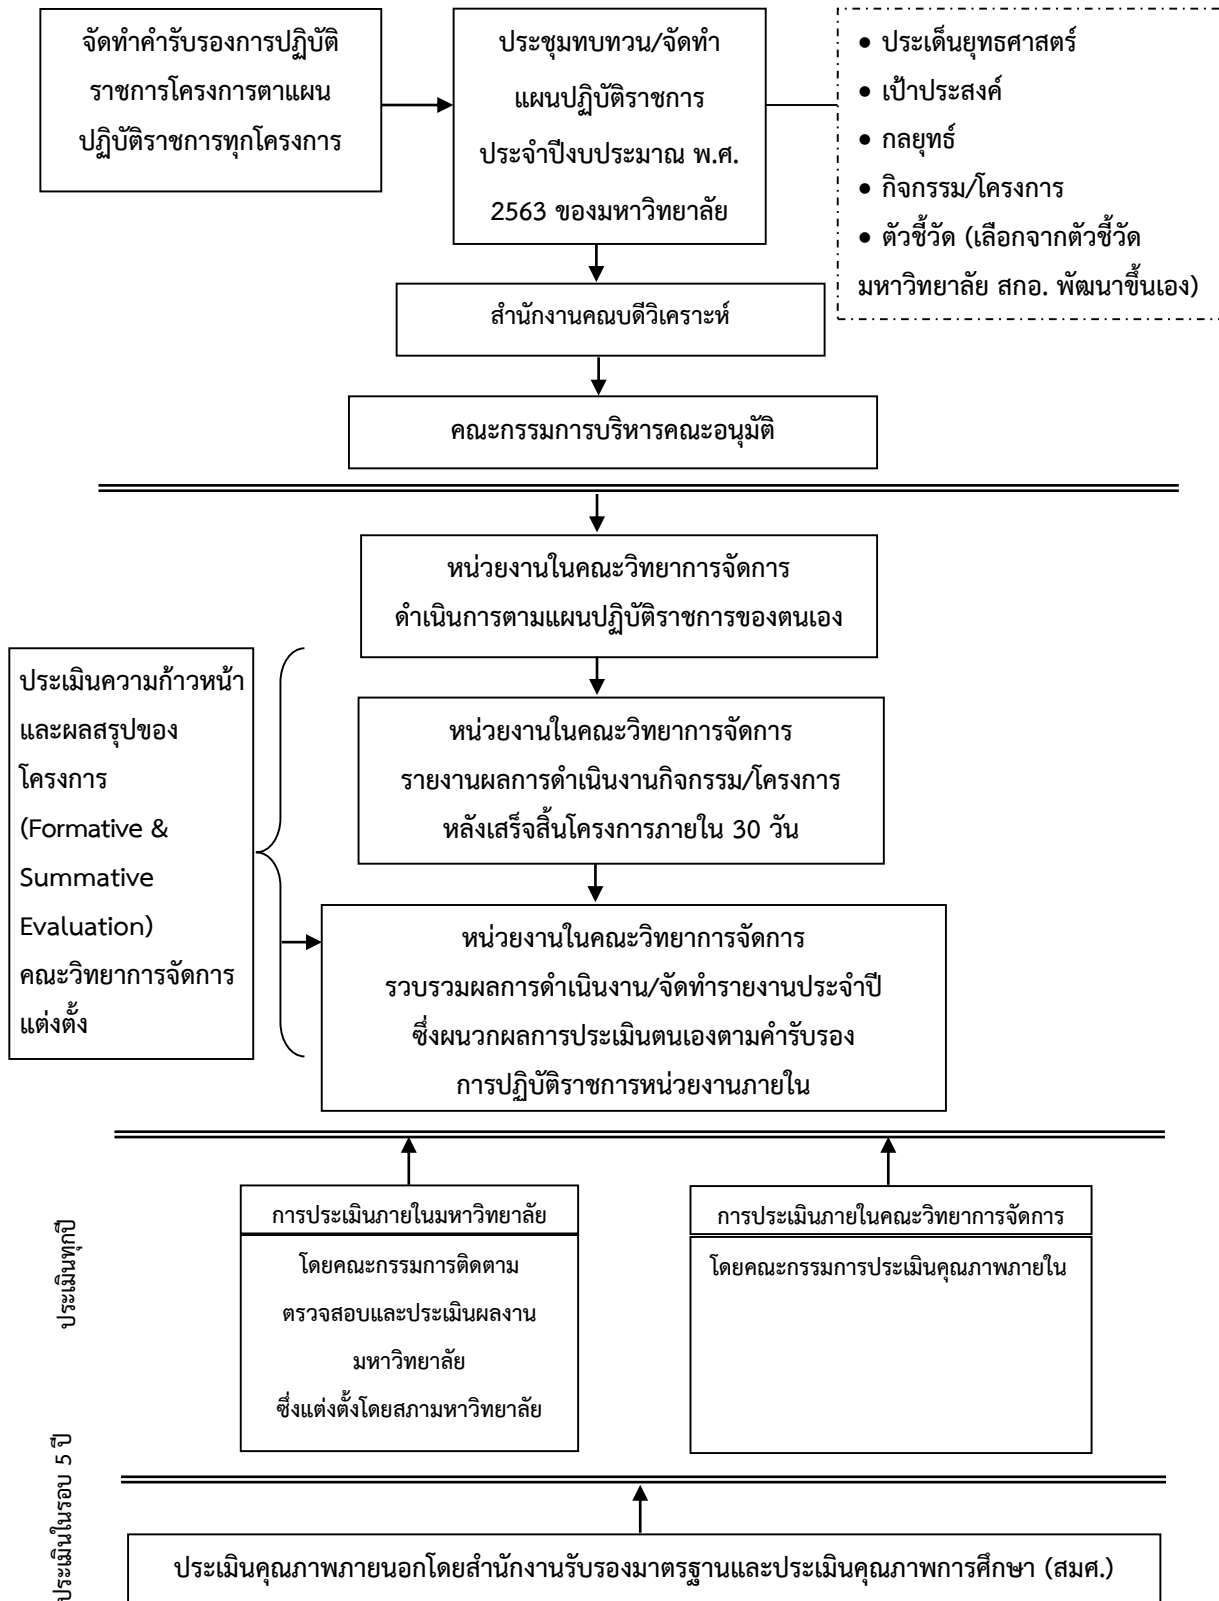 จัดทำคำรับรองการปฏิบัติ
ราชการโครงการตาแผน
ปฏิบัติราชการทุกโครงการ
ประชุมทบทวน/จัดทำ
แผนปฏิบัติราชการ
ประจำปีงบประมาณ พ.ศ.
2563 ของมหาวิทยาลัย
• ประเด็นยุทธศาสตร์
• เป้าประสงค์
• กลยุทธ์
• กิจกรรม/โครงการ
• ตัวชี้วัด (เลือกจากตัวชี้วัด
มหาวิทยาลัย สกอ. พัฒนาขึ้นเอง)
สำนักงานคณบดีวิเคราะห์
คณะกรรมการบริหารคณะอนุมัติ
หน่วยงานในคณะวิทยาการจัดการ
ดำเนินการตามแผนปฏิบัติราชการของตนเอง
ประเมินความก้าวหน้า
และผลสรุปของ
โครงการ
(Formative &
Summative
Evaluation)
คณะวิทยาการจัดการ
แต่งตั้ง
หน่วยงานในคณะวิทยาการจัดการ
รายงานผลการดำเนินงานกิจกรรม/โครงการ
หลังเสร็จสิ้นโครงการภายใน 30 วัน
หน่วยงานในคณะวิทยาการจัดการ
รวบรวมผลการดำเนินงาน/จัดทำรายงานประจำปี
ซึ่งผนวกผลการประเมินตนเองตามคำรับรอง
การปฏิบัติราชการหน่วยงานภายใน
ประเมินทุกปี
การประเมินภายในมหาวิทยาลัย
โดยคณะกรรมการติดตาม
ตรวจสอบและประเมินผลงาน
มหาวิทยาลัย
ซึ่งแต่งตั้งโดยสภามหาวิทยาลัย
การประเมินภายในคณะวิทยาการจัดการ
โดยคณะกรรมการประเมินคุณภาพภายใน
ประเมินในรอบ 5 ปี
ประเมินคุณภาพภายนอกโดยสำนักงานรับรองมาตรฐานและประเมินคุณภาพการศึกษา (สมศ.)